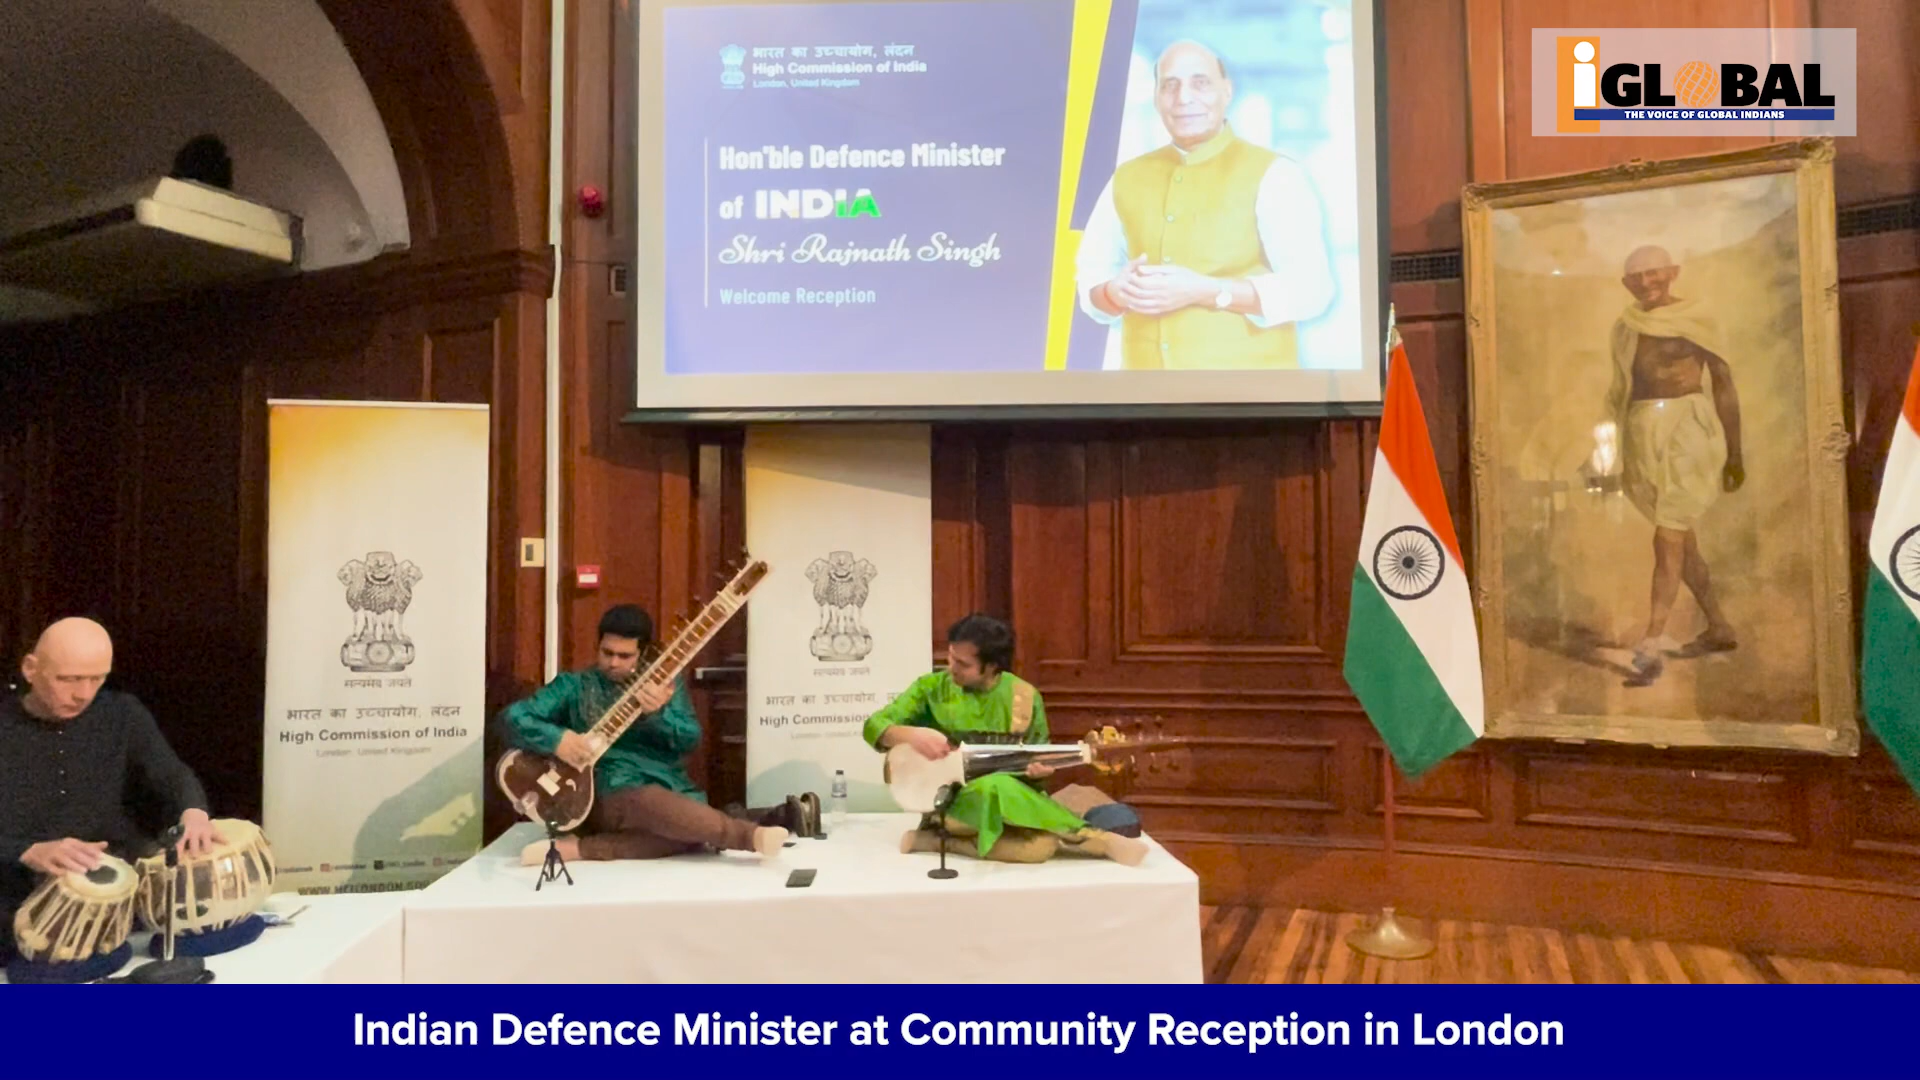 भारत का उच्चायोग, लंदन
High Commission of India
London, United Kingdom
Hon'ble Defence Minister
of INDIA
Shri Rajnath Singh
Welcome Reception
iGLOBAL
THE VOICE OF GLOBAL INDIANS
सत्यमेव जयते
भारत का उच्चायोग, लंदन
High Commission of India
London, United Kingdom
सत्यमेव जयते
भारत का उच्चायोग,
High Commission
Indian Defence Minister at Community Reception in London